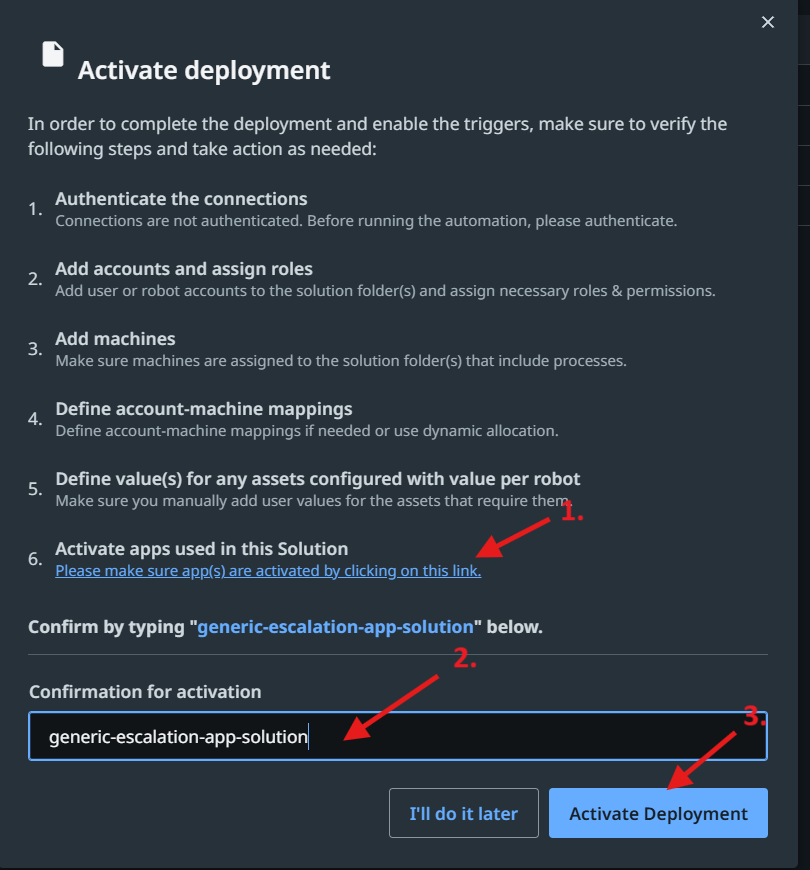 Activate deployment
In order to complete the deployment and enable the triggers, make sure to verify the
following steps and take action as needed:
1. Authenticate the connections
Connections are not authenticated. Before running the automation, please authenticate.
2. Add accounts and assign roles
Add user or robot accounts to the solution folder(s) and assign necessary roles & permissions.
3. Add machines
Make sure machines are assigned to the solution folder(s) that include processes.
4. Define account-machine mappings
Define account-machine mappings if needed or use dynamic allocation.
5. Define value(s) for any assets configured with value per robot
Make sure you manually add user values for the assets that require them.
1.
6. Activate apps used in this Solution
Please make sure app(s) are activated by clicking on this link.
Confirm by typing "generic-escalation-app-solution" below.
2.
Confirmation for activation
3.
generic-escalation-app-solution
I'll do it later
Activate Deployment